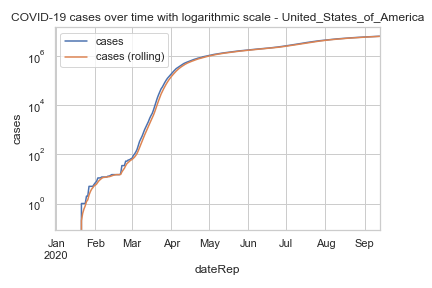 COVID-19 cases over time with logarithmic scale - United_States_of_America
cases
cases (rolling)
10^6
10^4
10^2
10^0
cases
Jan Feb Mar Apr May Jun Jul Aug Sep
2020
dateRep